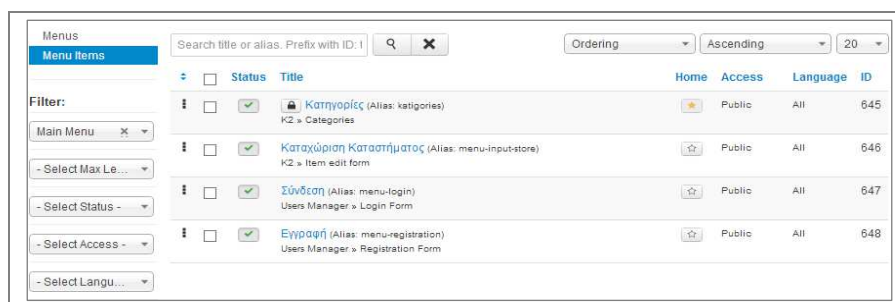 Menus
Menu Items
Filter:
Main Menu
- Select Max Le...
- Select Status -
- Select Access -
- Select Langu...
Search title or alias. Prefix with ID:
Ordering
Ascending
20
Status Title Home Access Language ID
Κατηγορίες (Alias: katigories) Public All 645
K2 » Categories
Καταχώριση Καταστήματος (Alias: menu-input-store) Public All 646
K2 » Item edit form
Σύνδεση (Alias: menu-login) Public All 647
Users Manager » Login Form
Εγγραφή (Alias: menu-registration) Public All 648
Users Manager » Registration Form